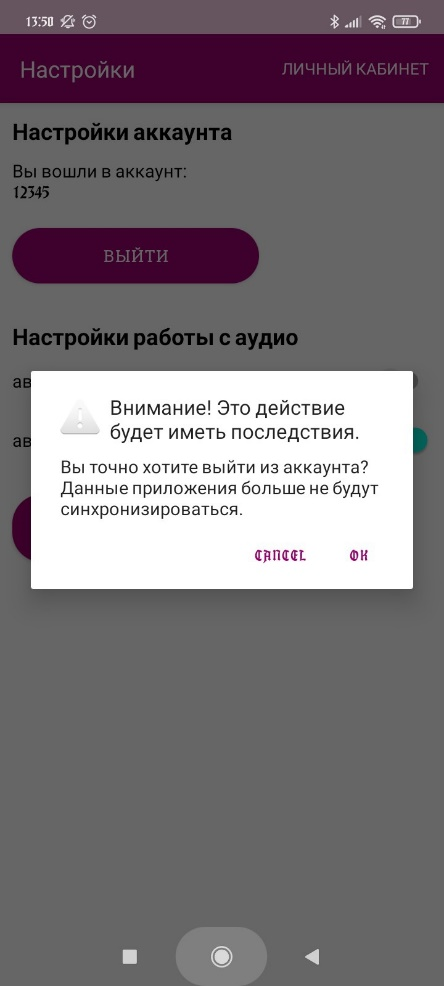 13:50
77
Настройки
ЛИЧНЫЙ КАБИНЕТ
Настройки аккаунта
Вы вошли в аккаунт:
12345
ВЫЙТИ
Настройки работы с аудио
ав
Внимание! Это действие
будет иметь последствия.
ав
Вы точно хотите выйти из аккаунта?
Данные приложения больше не будут
синхронизироваться.
CANCEL
OK